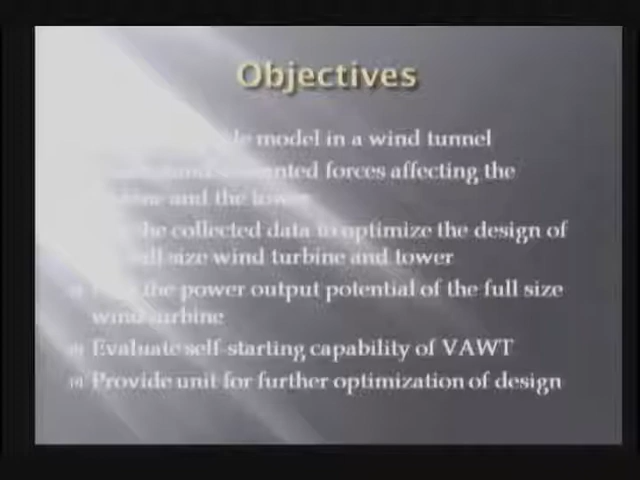 Objectives
model in a wind tunnel
forces affecting the
and the tower
the collected data to optimize the design of
size wind turbine and tower
the power output potential of the full size
wind turbine
Evaluate self-starting capability of VAWT
Provide unit for further optimization of design